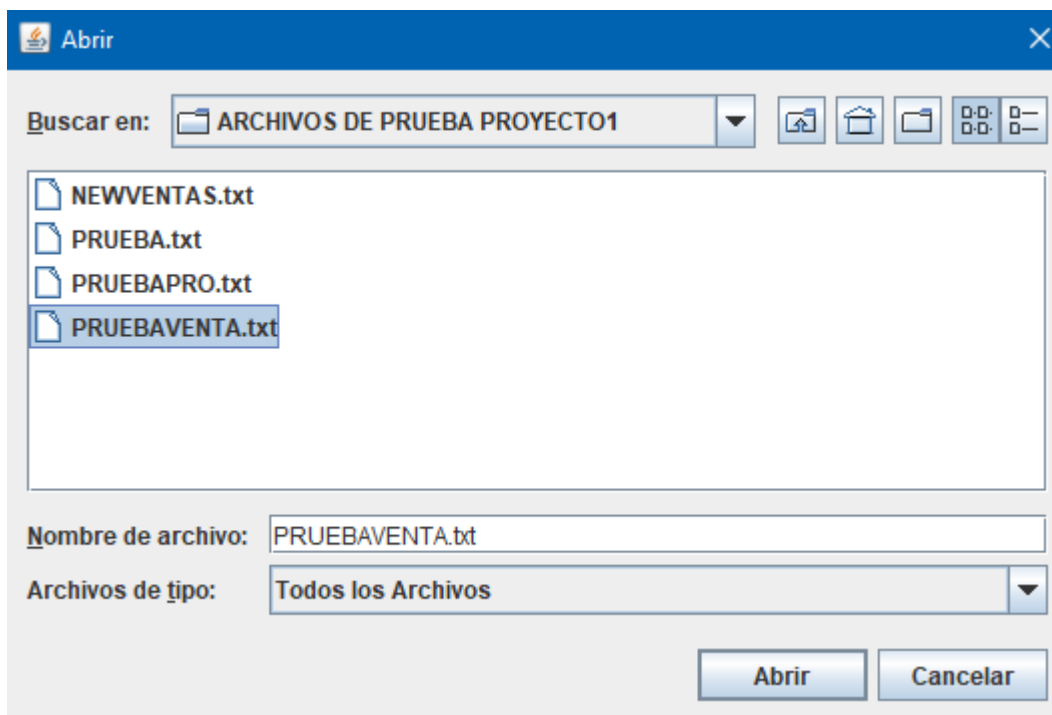 Abrir
Buscar en: ARCHIVOS DE PRUEBA PROYECTO1
NEWVENTAS.txt
PRUEBA.txt
PRUEBAPRO.txt
PRUEBAVENTA.txt
Nombre de archivo: PRUEBAVENTA.txt
Archivos de tipo: Todos los Archivos
Abrir Cancelar